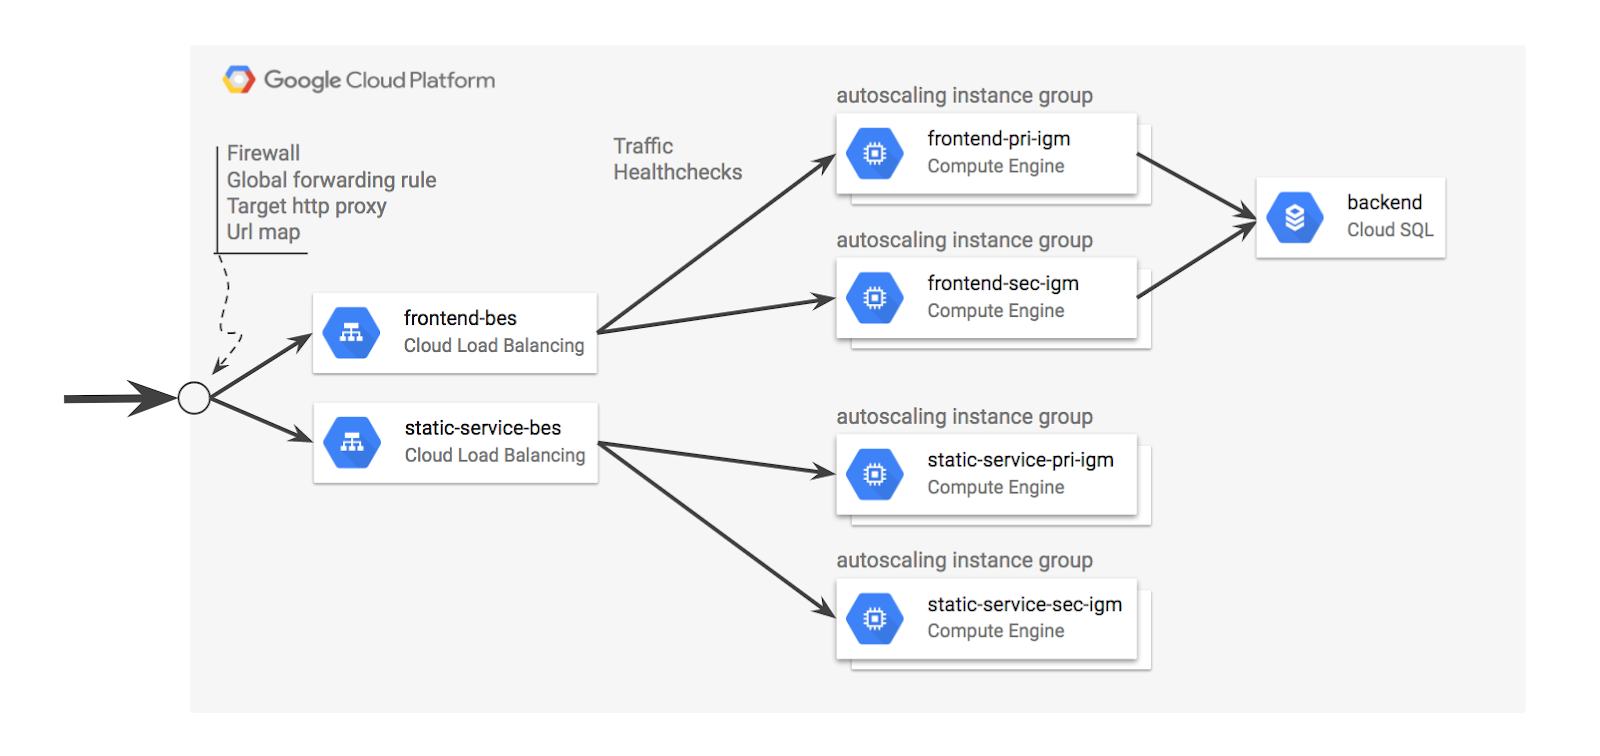 Google Cloud Platform
Firewall
Global forwarding rule
Target http proxy
Url map
Traffic
Healthchecks
frontend-bes
Cloud Load Balancing
static-service-bes
Cloud Load Balancing
autoscaling instance group
frontend-pri-igm
Compute Engine
autoscaling instance group
frontend-sec-igm
Compute Engine
autoscaling instance group
static-service-pri-igm
Compute Engine
autoscaling instance group
static-service-sec-igm
Compute Engine
backend
Cloud SQL